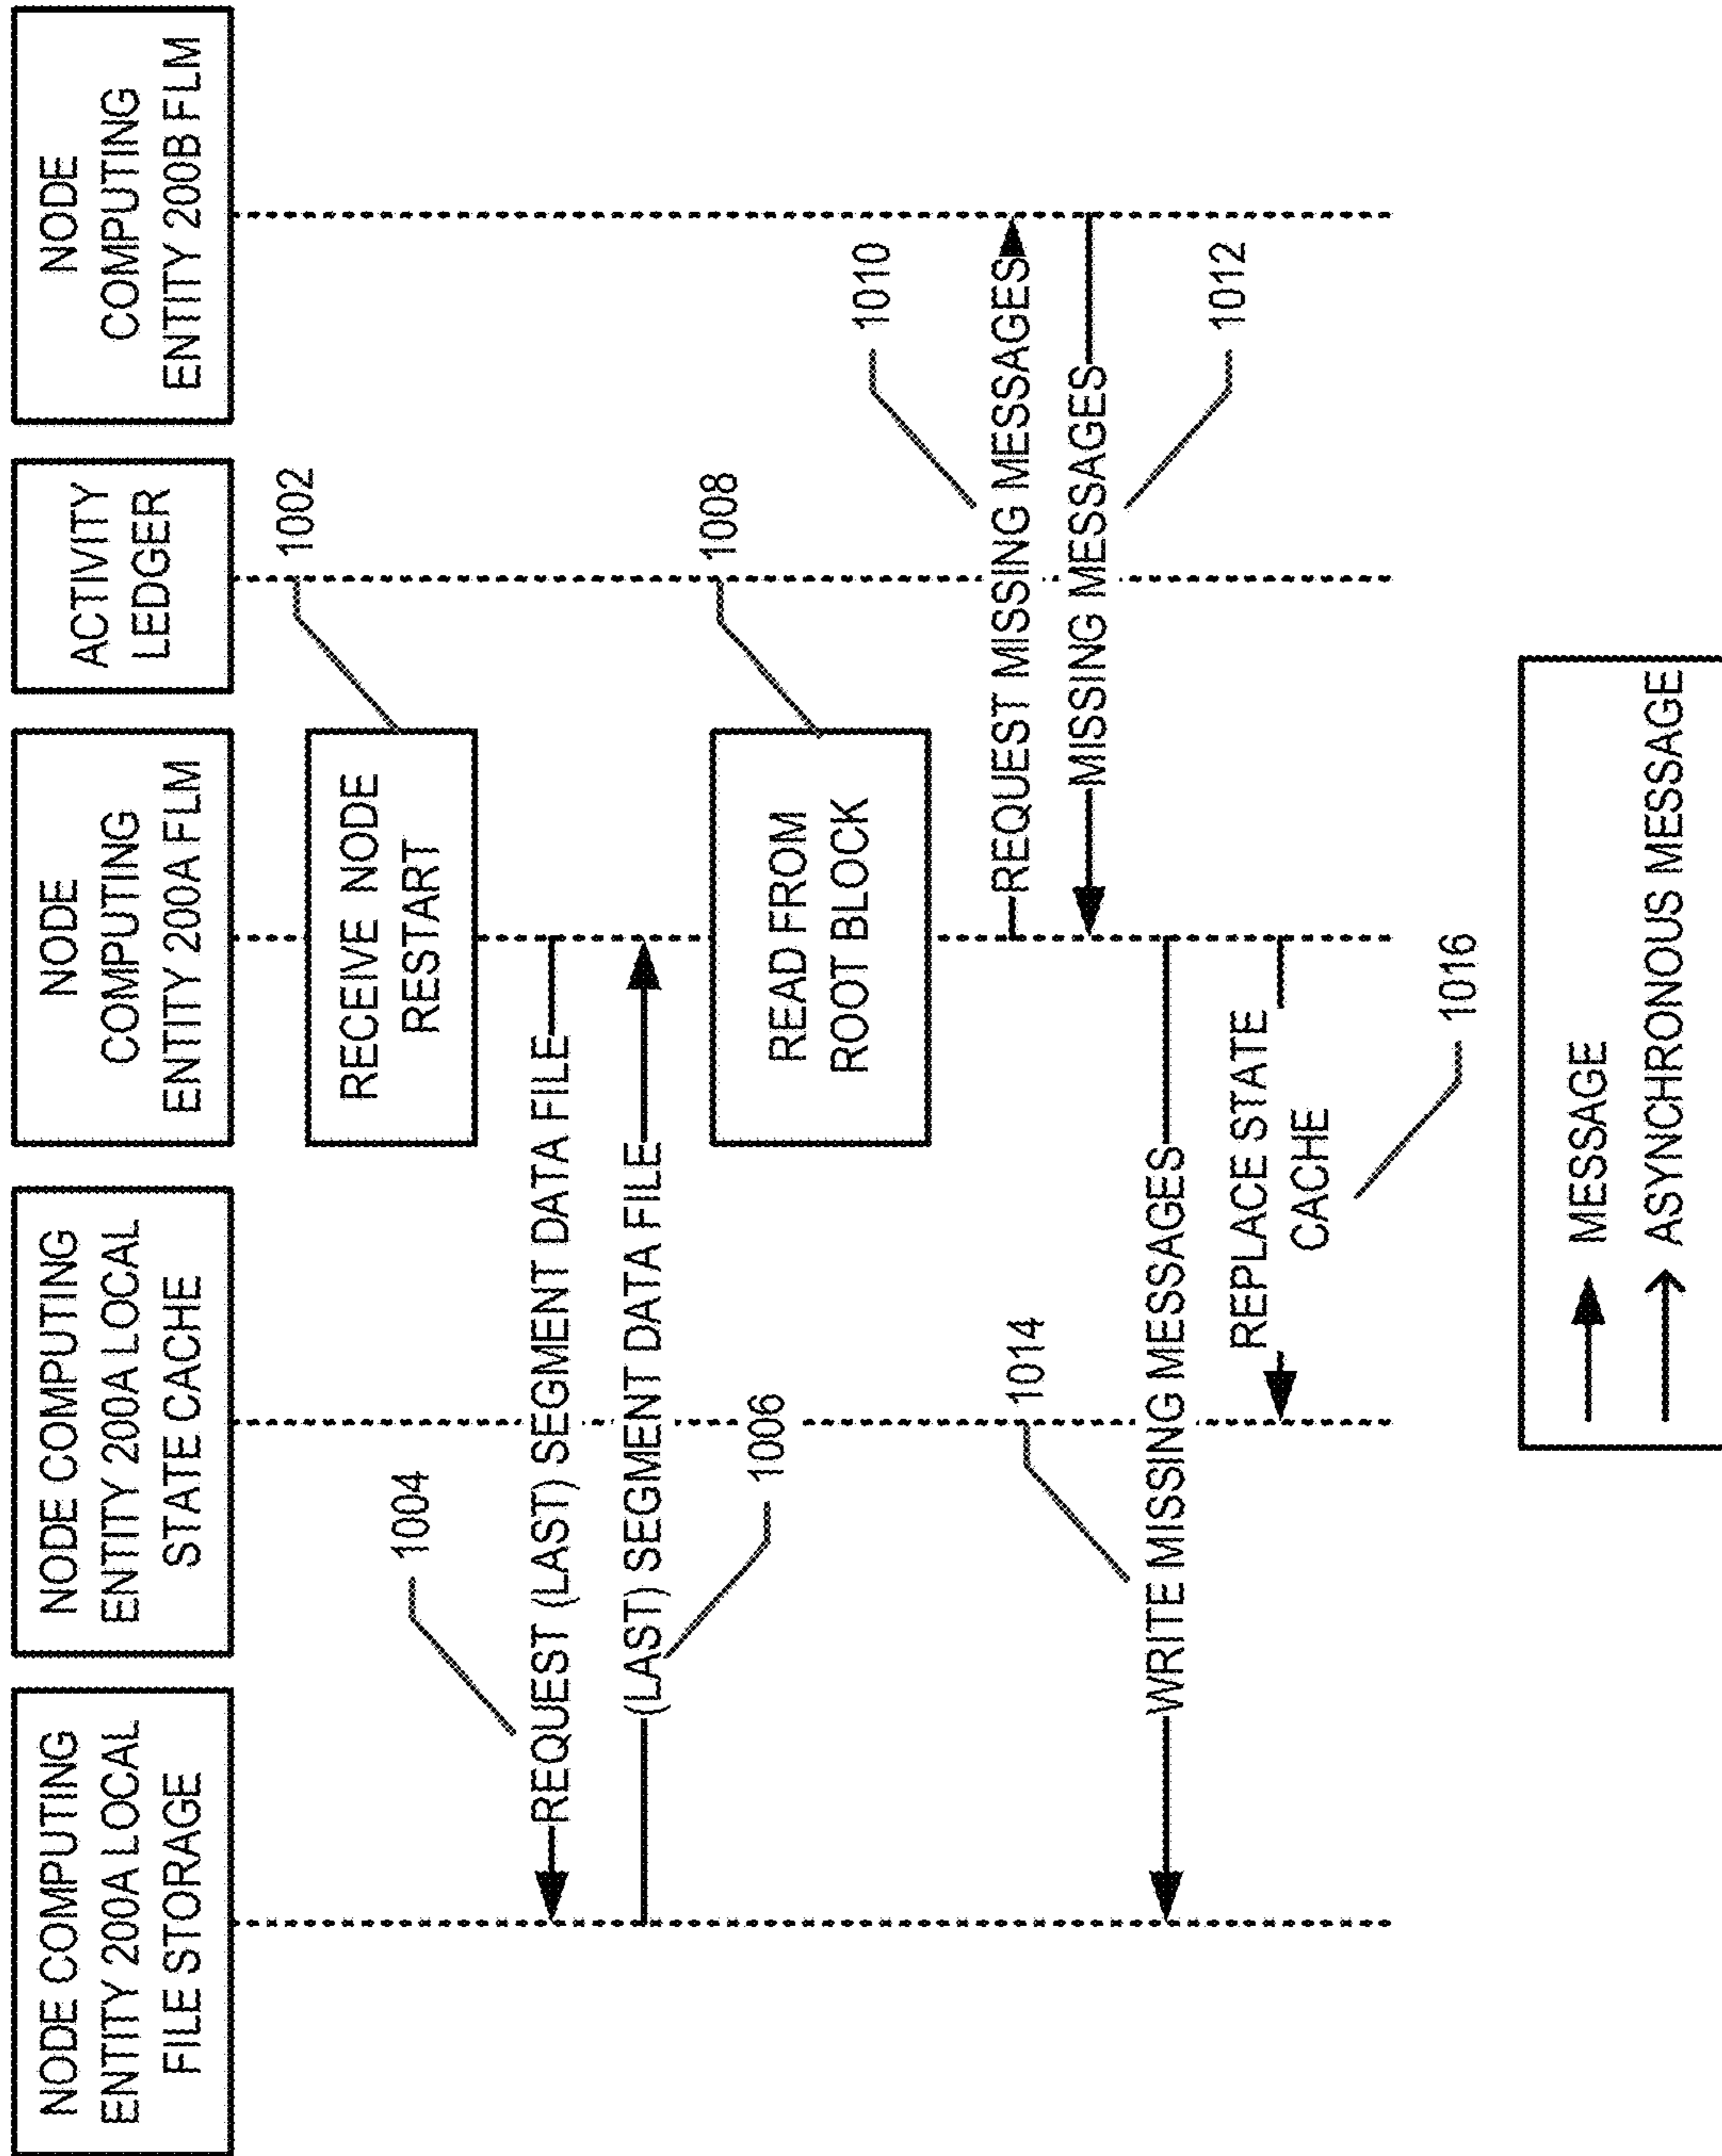 NODE COMPUTING
ENTITY 200A LOCAL
FILE STORAGE
NODE COMPUTING
ENTITY 200A LOCAL
STATE CACHE
NODE
COMPUTING
ENTITY 200A FLM
ACTIVITY
LEDGER
NODE
COMPUTING
ENTITY 200B FLM
RECEIVE NODE
RESTART
1002
1004
REQUEST (LAST) SEGMENT DATA FILE
(LAST) SEGMENT DATA FILE
1006
READ FROM
ROOT BLOCK
1008
1010
REQUEST MISSING MESSAGES
MISSING MESSAGES
1012
1014
WRITE MISSING MESSAGES
REPLACE STATE
CACHE
1016
MESSAGE
ASYNCHRONOUS MESSAGE